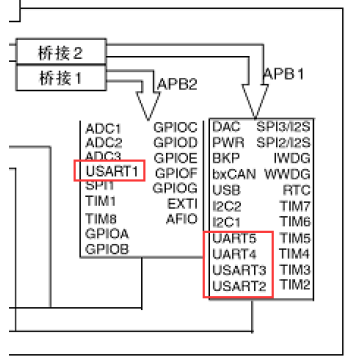 桥接 2
桥接 1
APB2
APB1
ADC1 GPIOC
ADC2 GPIOD
ADC3 GPIOE
USART1 GPIOF
SPI1 GPIOG
TIM1 EXTI
TIM8 AFIO
GPIOA
GPIOB
DAC SPI3/I2S
PWR SPI2/I2S
BKP IWDG
bxCAN WWDG
USB RTC
I2C2 TIM7
I2C1 TIM6
UART5 TIM5
UART4 TIM4
USART3 TIM3
USART2 TIM2